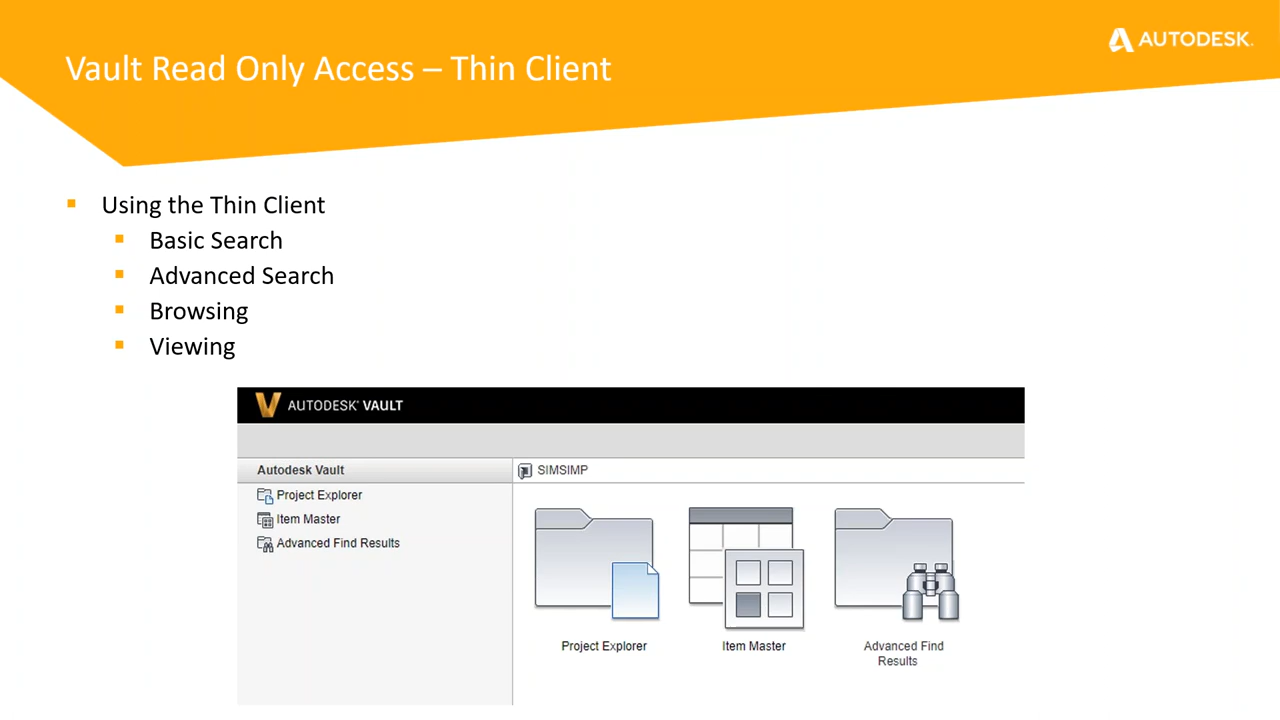 AUTODESK.
Vault Read Only Access – Thin Client
Using the Thin Client
Basic Search
Advanced Search
Browsing
Viewing
AUTODESK® VAULT
Autodesk Vault
SIMSIMP
Project Explorer
Item Master
Advanced Find Results
Project Explorer
Item Master
Advanced Find
Results